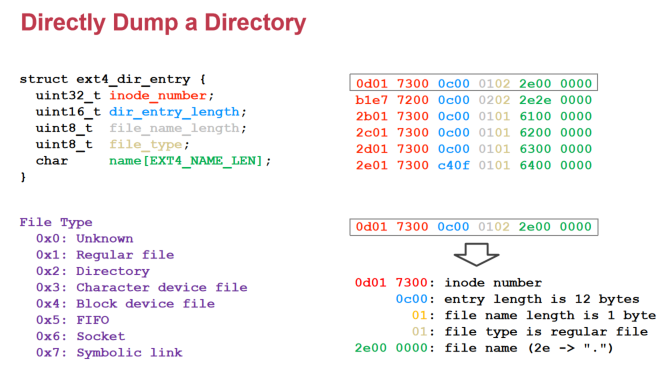 Directly Dump a Directory
struct ext4_dir_entry {
uint32_t inode_number;
uint16_t dir_entry_length;
uint8_t file_name_length;
uint8_t file_type;
char name[EXT4_NAME_LEN];
}
0d01 7300 0c00 0102 2e00 0000
b1e7 7200 0c00 0202 2e2e 0000
2b01 7300 0c00 0101 6100 0000
2c01 7300 0c00 0101 6200 0000
2d01 7300 0c00 0101 6300 0000
2e01 7300 c40f 0101 6400 0000
File Type
0x0: Unknown
0x1: Regular file
0x2: Directory
0x3: Character device file
0x4: Block device file
0x5: FIFO
0x6: Socket
0x7: Symbolic link
0d01 7300 0c00 0102 2e00 0000
0d01 7300: inode number
0c00: entry length is 12 bytes
01: file name length is 1 byte
01: file type is regular file
2e00 0000: file name (2e -> ".")